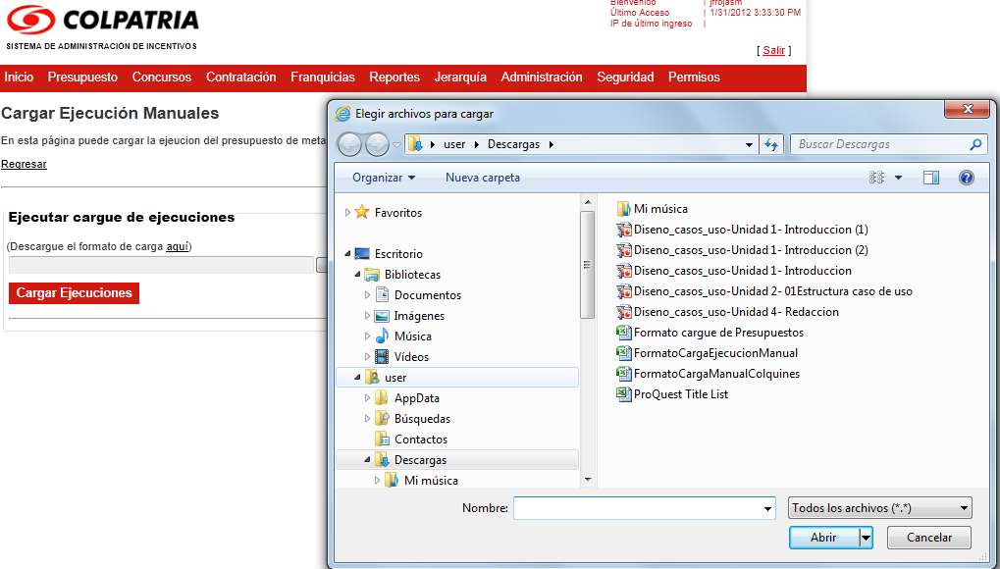 COLPATRIA
SISTEMA DE ADMINISTRACIÓN DE INCENTIVOS
Bienvenido | jfrojasm
Último Acceso | 1/31/2012 3:33:30 PM
IP de último ingreso |
[ Salir ]
Inicio Presupuesto Concursos Contratación Franquicias Reportes Jerarquía Administración Seguridad Permisos
Cargar Ejecución Manuales
En esta página puede cargar la ejecucion del presupuesto de meta
Regresar
Ejecutar cargue de ejecuciones
(Descargue el formato de carga aquí)
Cargar Ejecuciones
Elegir archivos para cargar
user Descargas
Buscar Descargas
Organizar Nueva carpeta
Favoritos
Escritorio
Bibliotecas
Documentos
Imágenes
Música
Vídeos
user
AppData
Búsquedas
Contactos
Descargas
Mi música
Mi música
Diseno_casos_uso-Unidad 1- Introduccion (1)
Diseno_casos_uso-Unidad 1- Introduccion (2)
Diseno_casos_uso-Unidad 1- Introduccion
Diseno_casos_uso-Unidad 2- 01Estructura caso de uso
Diseno_casos_uso-Unidad 4- Redaccion
Formato cargue de Presupuestos
FormatoCargaEjecucionManual
FormatoCargaManualColquines
ProQuest Title List
Nombre:
Todos los archivos (*.*)
Abrir
Cancelar